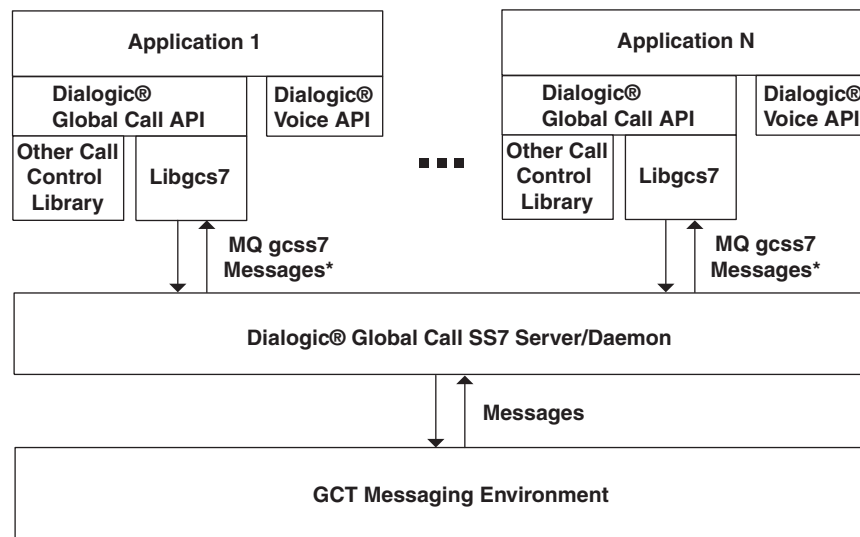 Application 1
Dialogic®
Global Call API
Dialogic®
Voice API
Other Call
Control
Library
Libgcs7
MQ gcss7
Messages*
Application N
Dialogic®
Global Call API
Dialogic®
Voice API
Other Call
Control
Library
Libgcs7
MQ gcss7
Messages*
Dialogic® Global Call SS7 Server/Daemon
Messages
GCT Messaging Environment